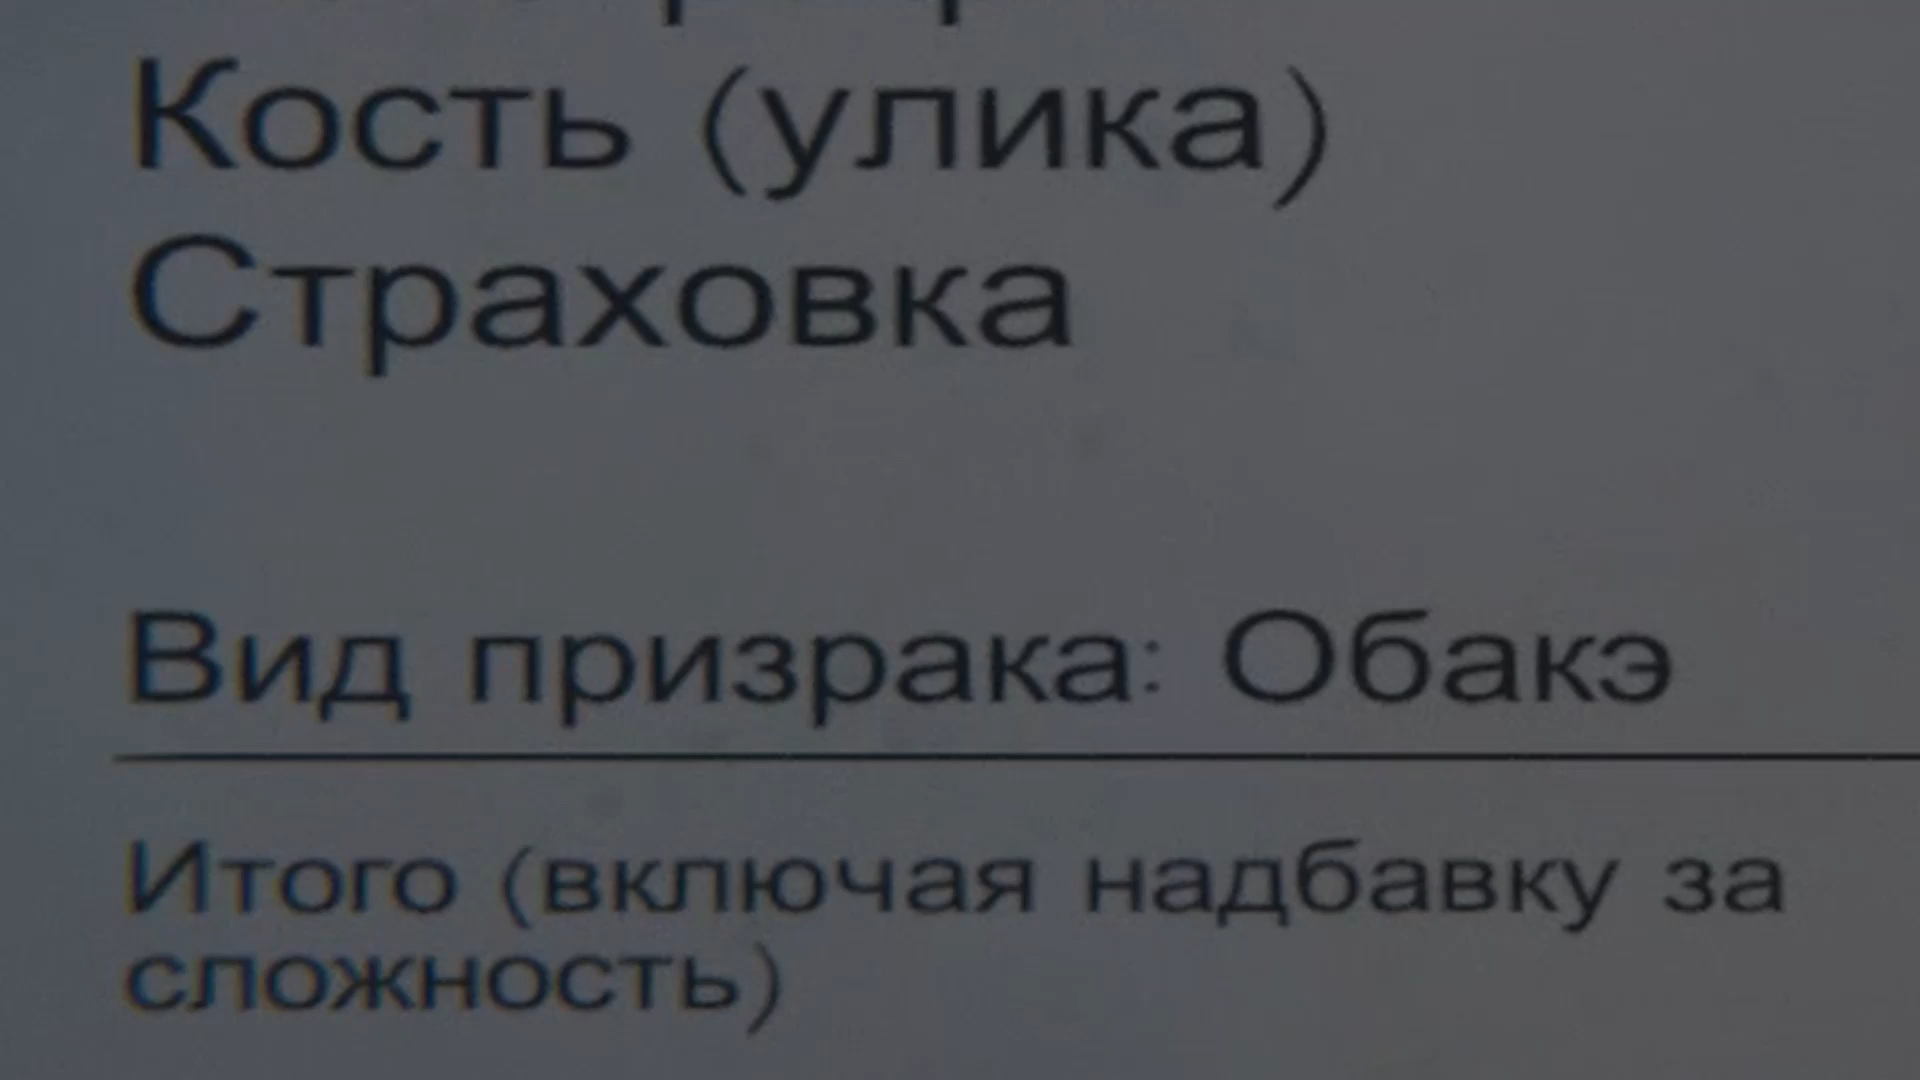 Кость (улика)
Страховка
Вид призрака: Обакэ
Итого (включая надбавку за
сложность)